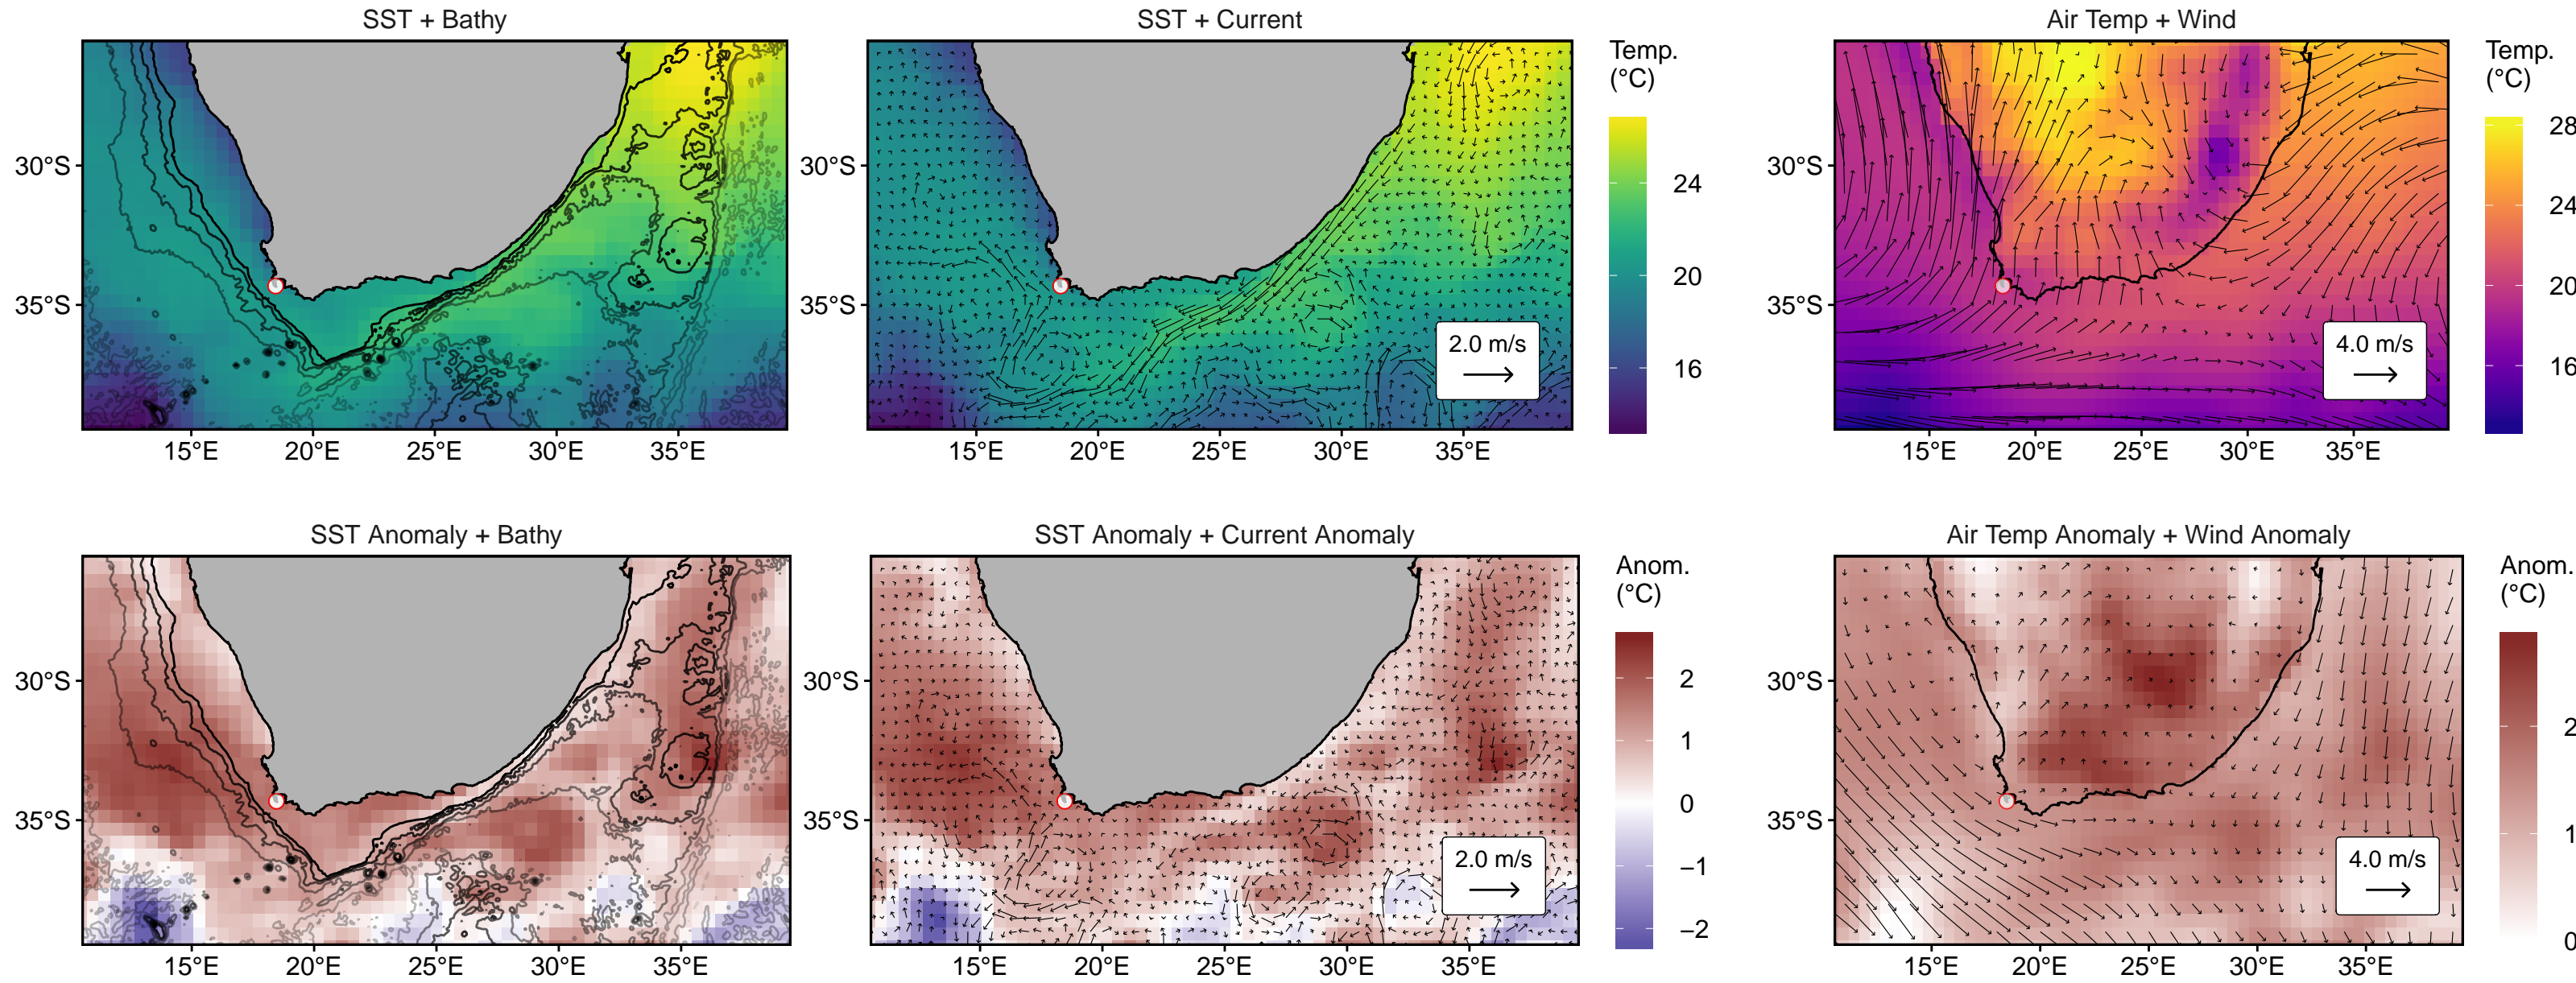 SST + Bathy
SST + Current
Air Temp + Wind
30°S
35°S
15°E
20°E
25°E
30°E
35°E
30°S
35°S
15°E
20°E
25°E
30°E
35°E
2.0 m/s
Temp.
(°C)
24
20
16
30°S
35°S
15°E
20°E
25°E
30°E
35°E
4.0 m/s
Temp.
(°C)
28
24
20
16
SST Anomaly + Bathy
SST Anomaly + Current Anomaly
Air Temp Anomaly + Wind Anomaly
30°S
35°S
15°E
20°E
25°E
30°E
35°E
30°S
35°S
15°E
20°E
25°E
30°E
35°E
2.0 m/s
Anom.
(°C)
2
1
0
−1
−2
30°S
35°S
15°E
20°E
25°E
30°E
35°E
4.0 m/s
Anom.
(°C)
2
1
0